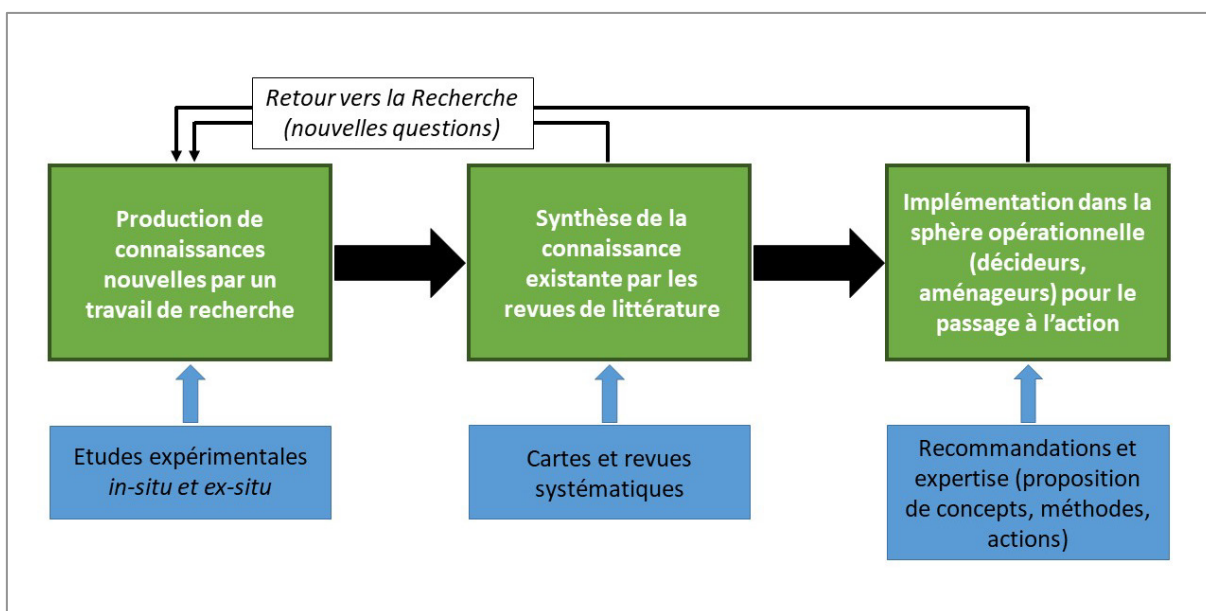 Retour vers la Recherche
(nouvelles questions)
Production de
connaissances
nouvelles par un
travail de recherche
Synthèse de la
connaissance
existante par les
revues de littérature
Implémentation dans la
sphère opérationnelle
(décideurs,
aménageurs) pour le
passage à l’action
Etudes expérimentales
in-situ et ex-situ
Cartes et revues
systématiques
Recommandations et
expertise (proposition
de concepts, méthodes,
actions)